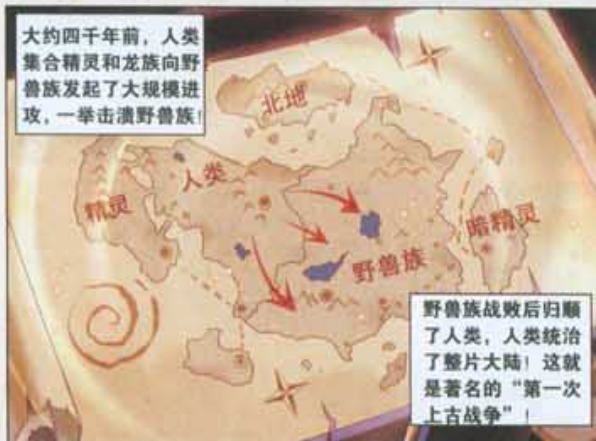 大约四千年前，人类
集合精灵和龙族向野
兽族发起了大规模进
攻，一举击溃野兽族！
北地
人类
精灵
暗精灵
野兽族
野兽族战败后归顺
了人类，人类统治
了整片大陆！这就
是著名的“第一次
上古战争”！